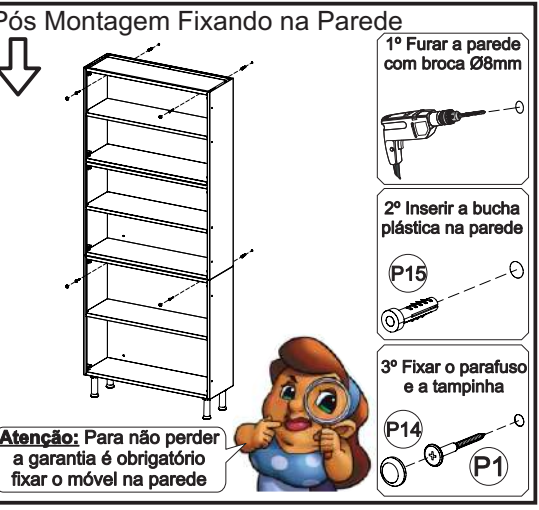 Pós Montagem Fixando na Parede
1º Furar a parede
com broca Ø8mm
2º Inserir a bucha
plástica na parede
P15
3º Fixar o parafuso
e a tampinha
P14
P1
Atenção: Para não perder
a garantia é obrigatório
fixar o móvel na parede